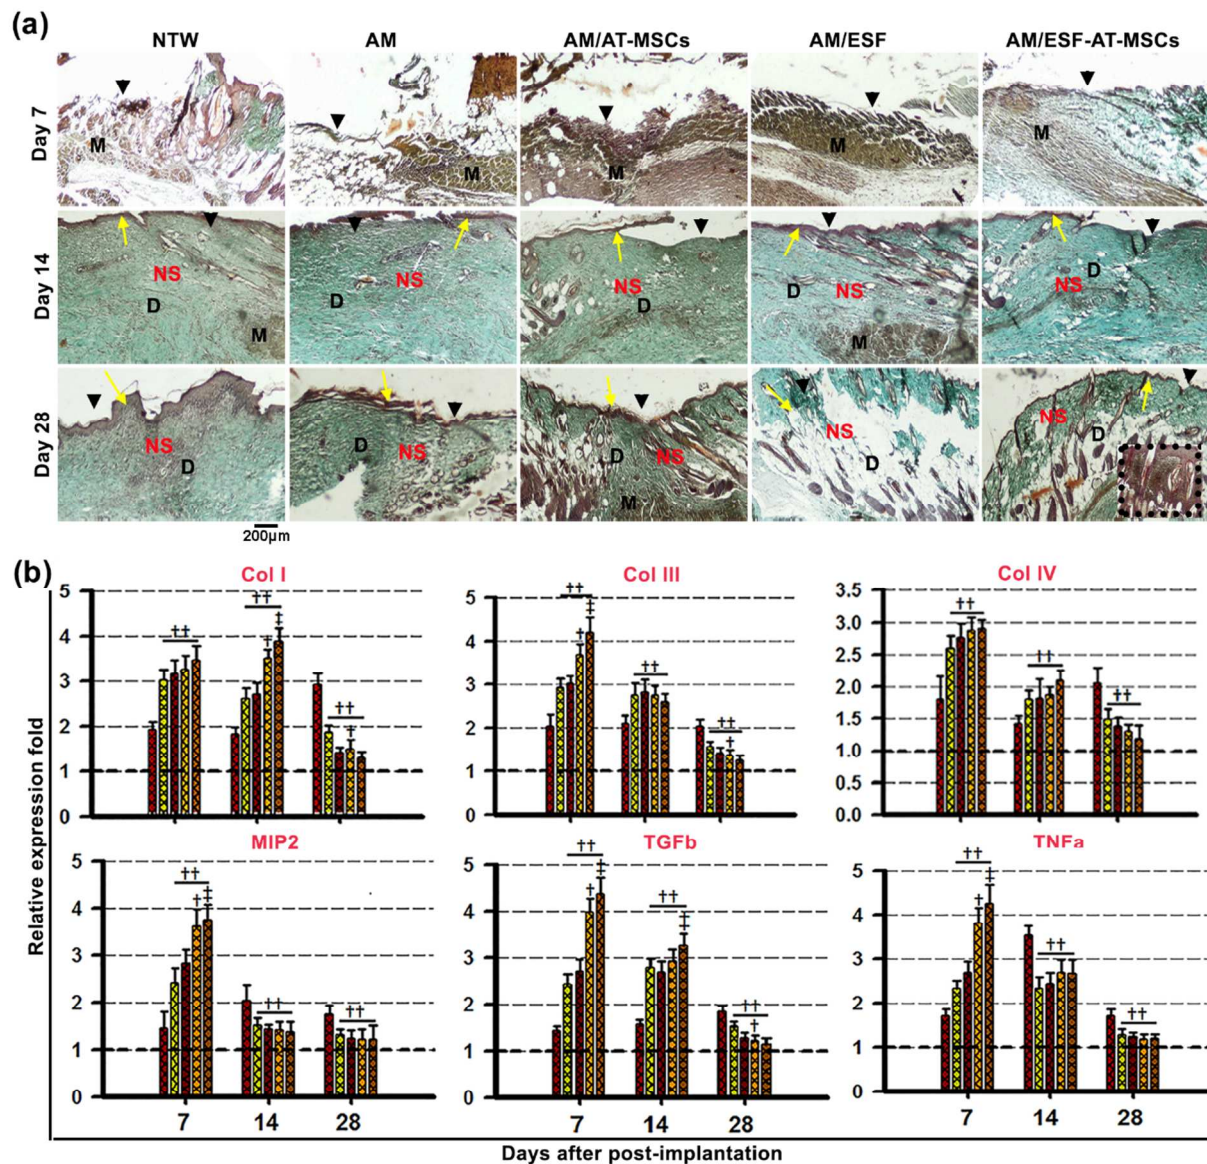 (a)
NTW AM AM/AT-MSCs AM/ESF AM/ESF-AT-MSCs
Day 7
M M M M M
Day 14
NS D M
NS D
NS D
D NS M
D NS
Day 28
NS D
D NS
D NS M
NS D
NS D
200µm
(b)
Relative expression fold
Col I
5
4
3
2
1
0
†† †† † ‡ †† †
Col III
5
4
3
2
1
0
†† † ‡ †† †† †
Col IV
3.5
3.0
2.5
2.0
1.5
1.0
0.5
0.0
†† †† ††
MIP2
5
4
3
2
1
0
†† † ‡ †† ††
7 14 28
TGFb
5
4
3
2
1
0
†† † ‡ †† ‡ †† †
7 14 28
TNFa
5
4
3
2
1
0
†† † ‡ †† ††
7 14 28
Days after post-implantation